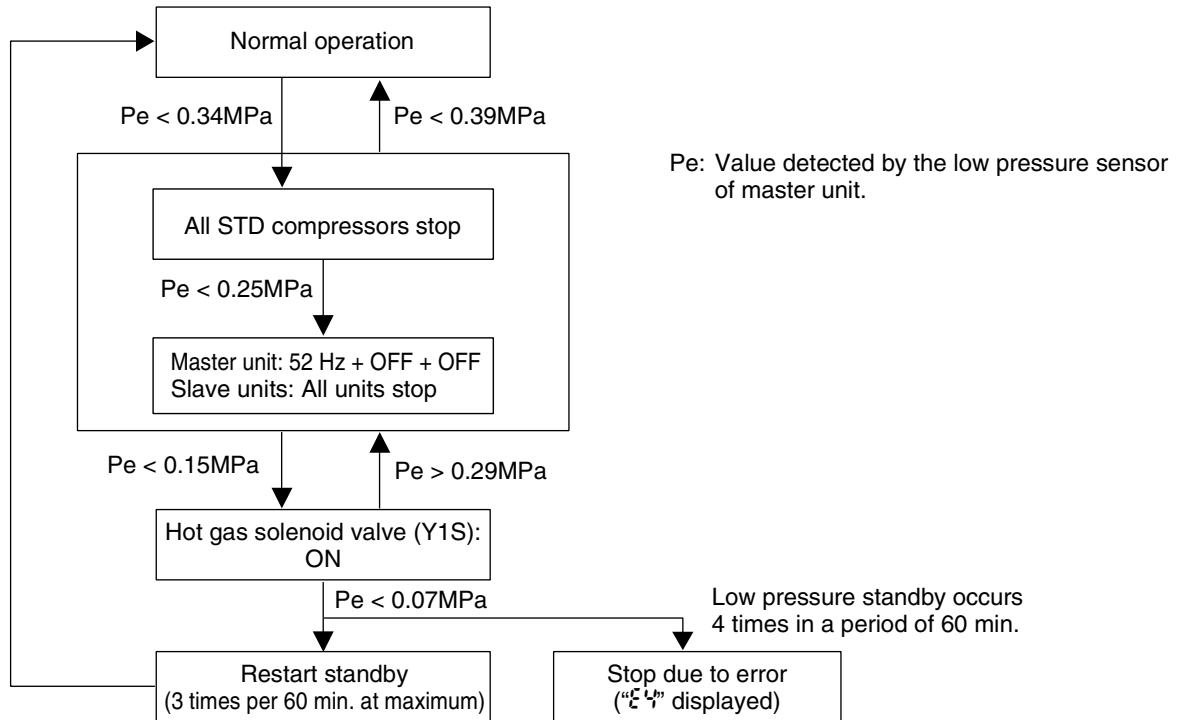 Normal operation
Pe < 0.34MPa
Pe < 0.39MPa
Pe: Value detected by the low pressure sensor
of master unit.
All STD compressors stop
Pe < 0.25MPa
Master unit: 52 Hz + OFF + OFF
Slave units: All units stop
Pe < 0.15MPa
Pe > 0.29MPa
Hot gas solenoid valve (Y1S):
ON
Pe < 0.07MPa
Low pressure standby occurs
4 times in a period of 60 min.
Restart standby
(3 times per 60 min. at maximum)
Stop due to error
(“E4” displayed)